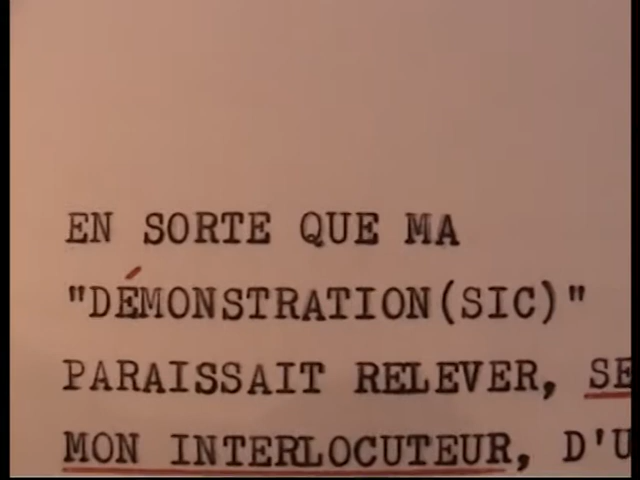 EN SORTE QUE MA
"DÉMONSTRATION(SIC)"
PARAISSAIT RELEVER,
MON INTERLOCUTEUR,